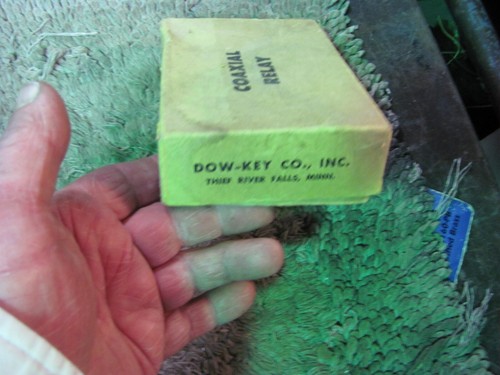 COAXIAL
RELAY
DOW-KEY CO., INC.
THIEF RIVER FALLS, MINN.